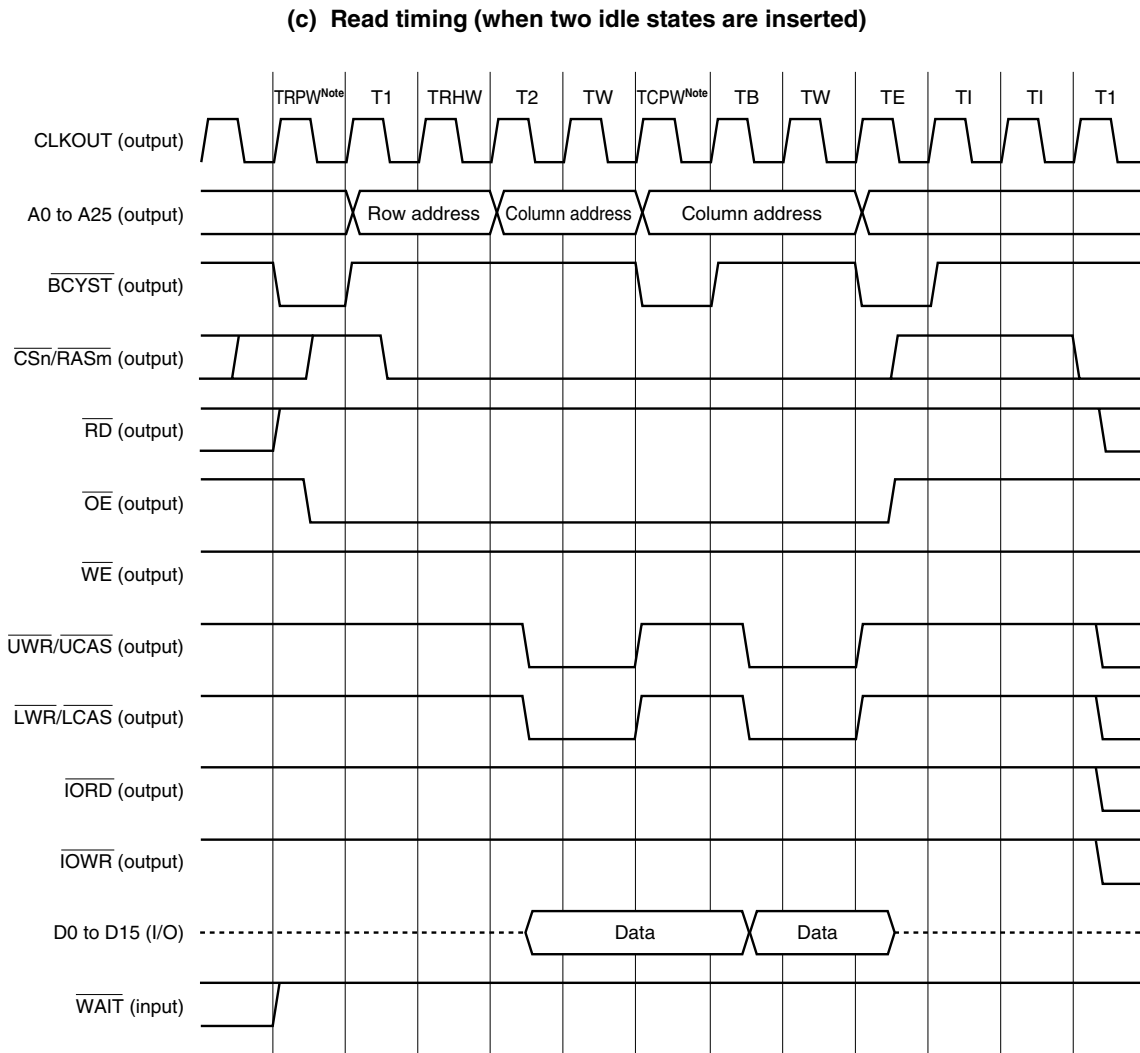 (c) Read timing (when two idle states are inserted)
TRPWNote T1 TRHW T2 TW TCPWNote TB TW TE TI TI T1
CLKOUT (output)
A0 to A25 (output) Row address Column address Column address
BCYST (output)
CSn/RASm (output)
RD (output)
OE (output)
WE (output)
UWR/UCAS (output)
LWR/LCAS (output)
IORD (output)
IOWR (output)
D0 to D15 (I/O) Data Data
WAIT (input)